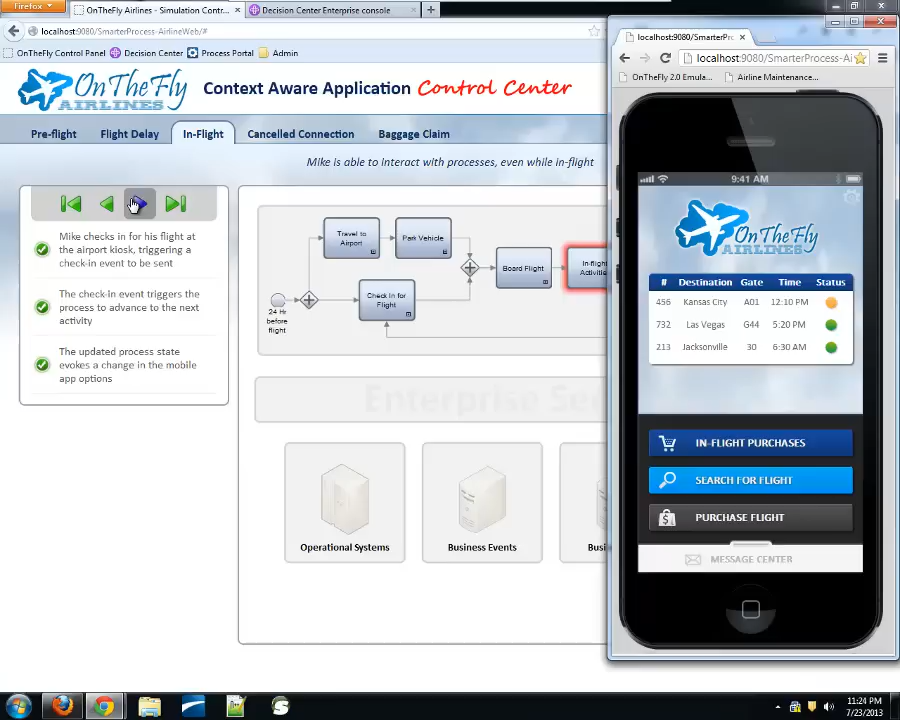 Firefox
OnTheFly Airlines - Simulation Contr...
Decision Center Enterprise console
localhost:9080/SmarterProcess-AirlineWeb/#
OnTheFly Control Panel
Decision Center
Process Portal
Admin
OnTheFly
AIRLINES
Context Aware Application Control Center
Pre-flight
Flight Delay
In-Flight
Cancelled Connection
Baggage Claim
Mike is able to interact with processes, even while in-flight
Mike checks in for his flight at
the airport kiosk, triggering a
check-in event to be sent
The check-in event triggers the
process to advance to the next
activity
The updated process state
evokes a change in the mobile
app options
Travel to
Airport
Park Vehicle
Board Flight
In-flight
Activitie
24 Hr
before
flight
Check In for
Flight
Enterprise Se
Operational Systems
Business Events
Busi
localhost:9080/SmarterPro
localhost:9080/SmarterProcess-Ai
OnTheFly 2.0 Emula...
Airline Maintenance...
9:41 AM
OnTheFly
AIRLINES
# Destination Gate Time Status
456 Kansas City A01 12:10 PM
732 Las Vegas G44 5:20 PM
213 Jacksonville 30 6:30 AM
IN-FLIGHT PURCHASES
SEARCH FOR FLIGHT
PURCHASE FLIGHT
MESSAGE CENTER
11:24 PM
7/23/2013